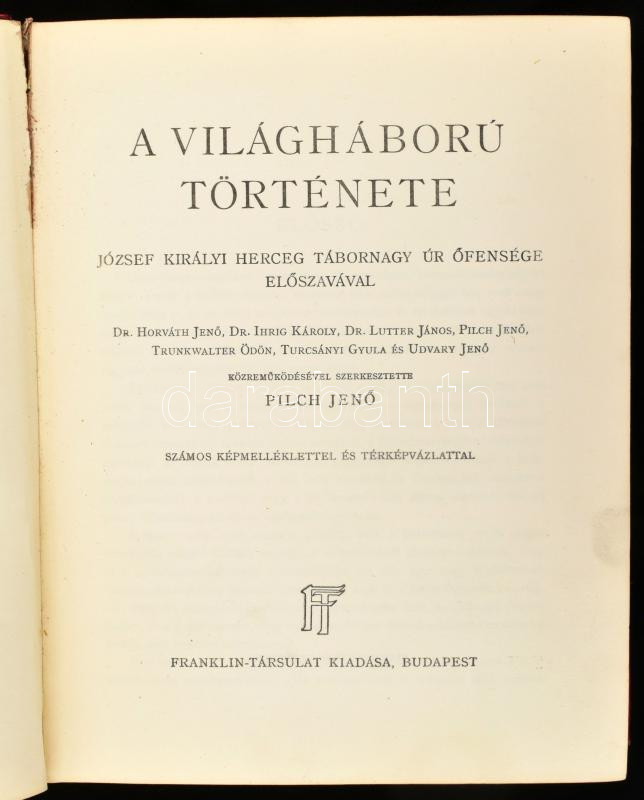 A VILÁGHÁBORÚ
TÖRTÉNETE
JÓZSEF KIRÁLYI HERCEG TÁBORNAGY ÚR ŐFENSÉGE
ELŐSZAVÁVAL
DR. HORVÁTH JENŐ, DR. IHRIG KÁROLY, DR. LUTTER JÁNOS, PILCH JENŐ,
TRUNKWALTER ÖDÖN, TURCSÁNYI GYULA ÉS UDVARY JENŐ
KÖZREMŰKÖDÉSÉVEL SZERKESZTETTE
darabanth
PILCH JENŐ
SZÁMOS KÉPMELLÉKLETTEL ÉS TÉRKÉPVÁZLATTAL
FT
FRANKLIN-TÁRSULAT KIADÁSA, BUDAPEST